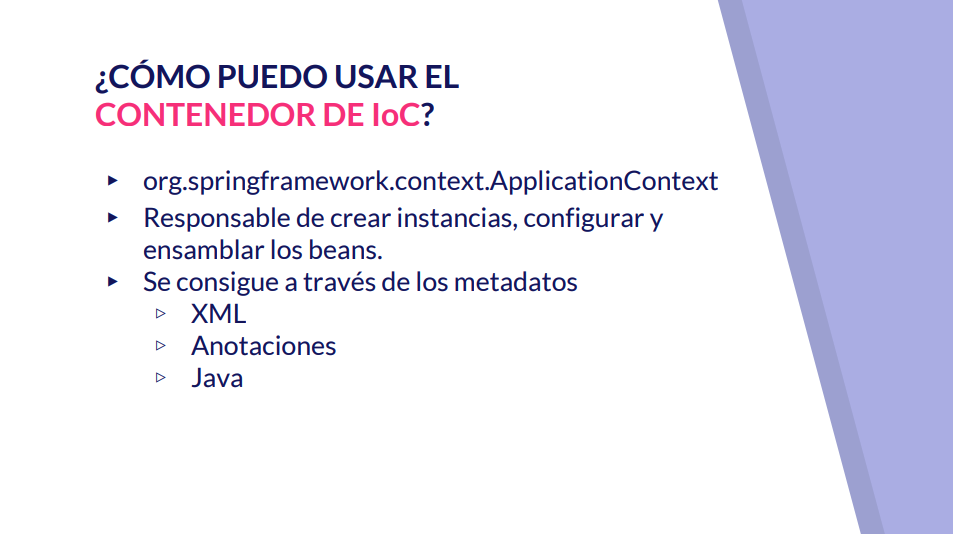 ¿CÓMO PUEDO USAR EL
CONTENEDOR DE IoC?
▸ org.springframework.context.ApplicationContext
▸ Responsable de crear instancias, configurar y
ensamblar los beans.
▸ Se consigue a través de los metadatos
▹ XML
▹ Anotaciones
▹ Java